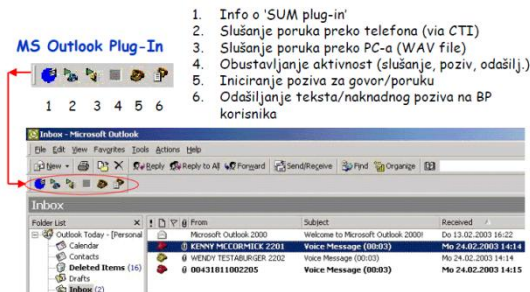 1. Info o 'SUM plug-in'
2. Slušanje poruka preko telefona (via CTI)
MS Outlook Plug-In
3. Slušanje poruka preko PC-a (WAV file)
4. Obustavljanje aktivnost (slušanje, poziv, odašilj.)
5. Iniciranje poziva za govor/poruku
6. Odašiljanje teksta/naknadnog poziva na BP
korisnika
1 2 3 4 5 6
Inbox - Microsoft Outlook
File Edit View Favorites Tools Actions Help
New Reply Reply to All Forward Send/Receive Find Organize
Inbox
Folder List X ! From Subject Received
Outlook Today - [Personal Microsoft Outlook 2000 Welcome to Microsoft Outlook 2000! Do 13.02.2003 16:22
Calendar KENNY MCCORMICK 2201 Voice Message (00:03) Mo 24.02.2003 14:14
Contacts WENDY TESTABURGER 2202 Voice Message (00:03) Mo 24.02.2003 14:14
Deleted Items (16) 00431811002205 Voice Message (00:03) Mo 24.02.2003 14:15
Drafts
Inbox (2)